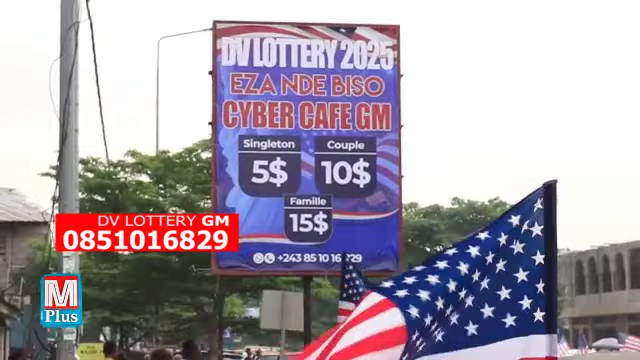 DV LOTTERY 2025
EZA NDE BISO
CYBER CAFE GM
Singleton
5$
Couple
10$
Famille
15$
+243 85 10 16 829
DV LOTTERY GM
0851016829
M
Plus